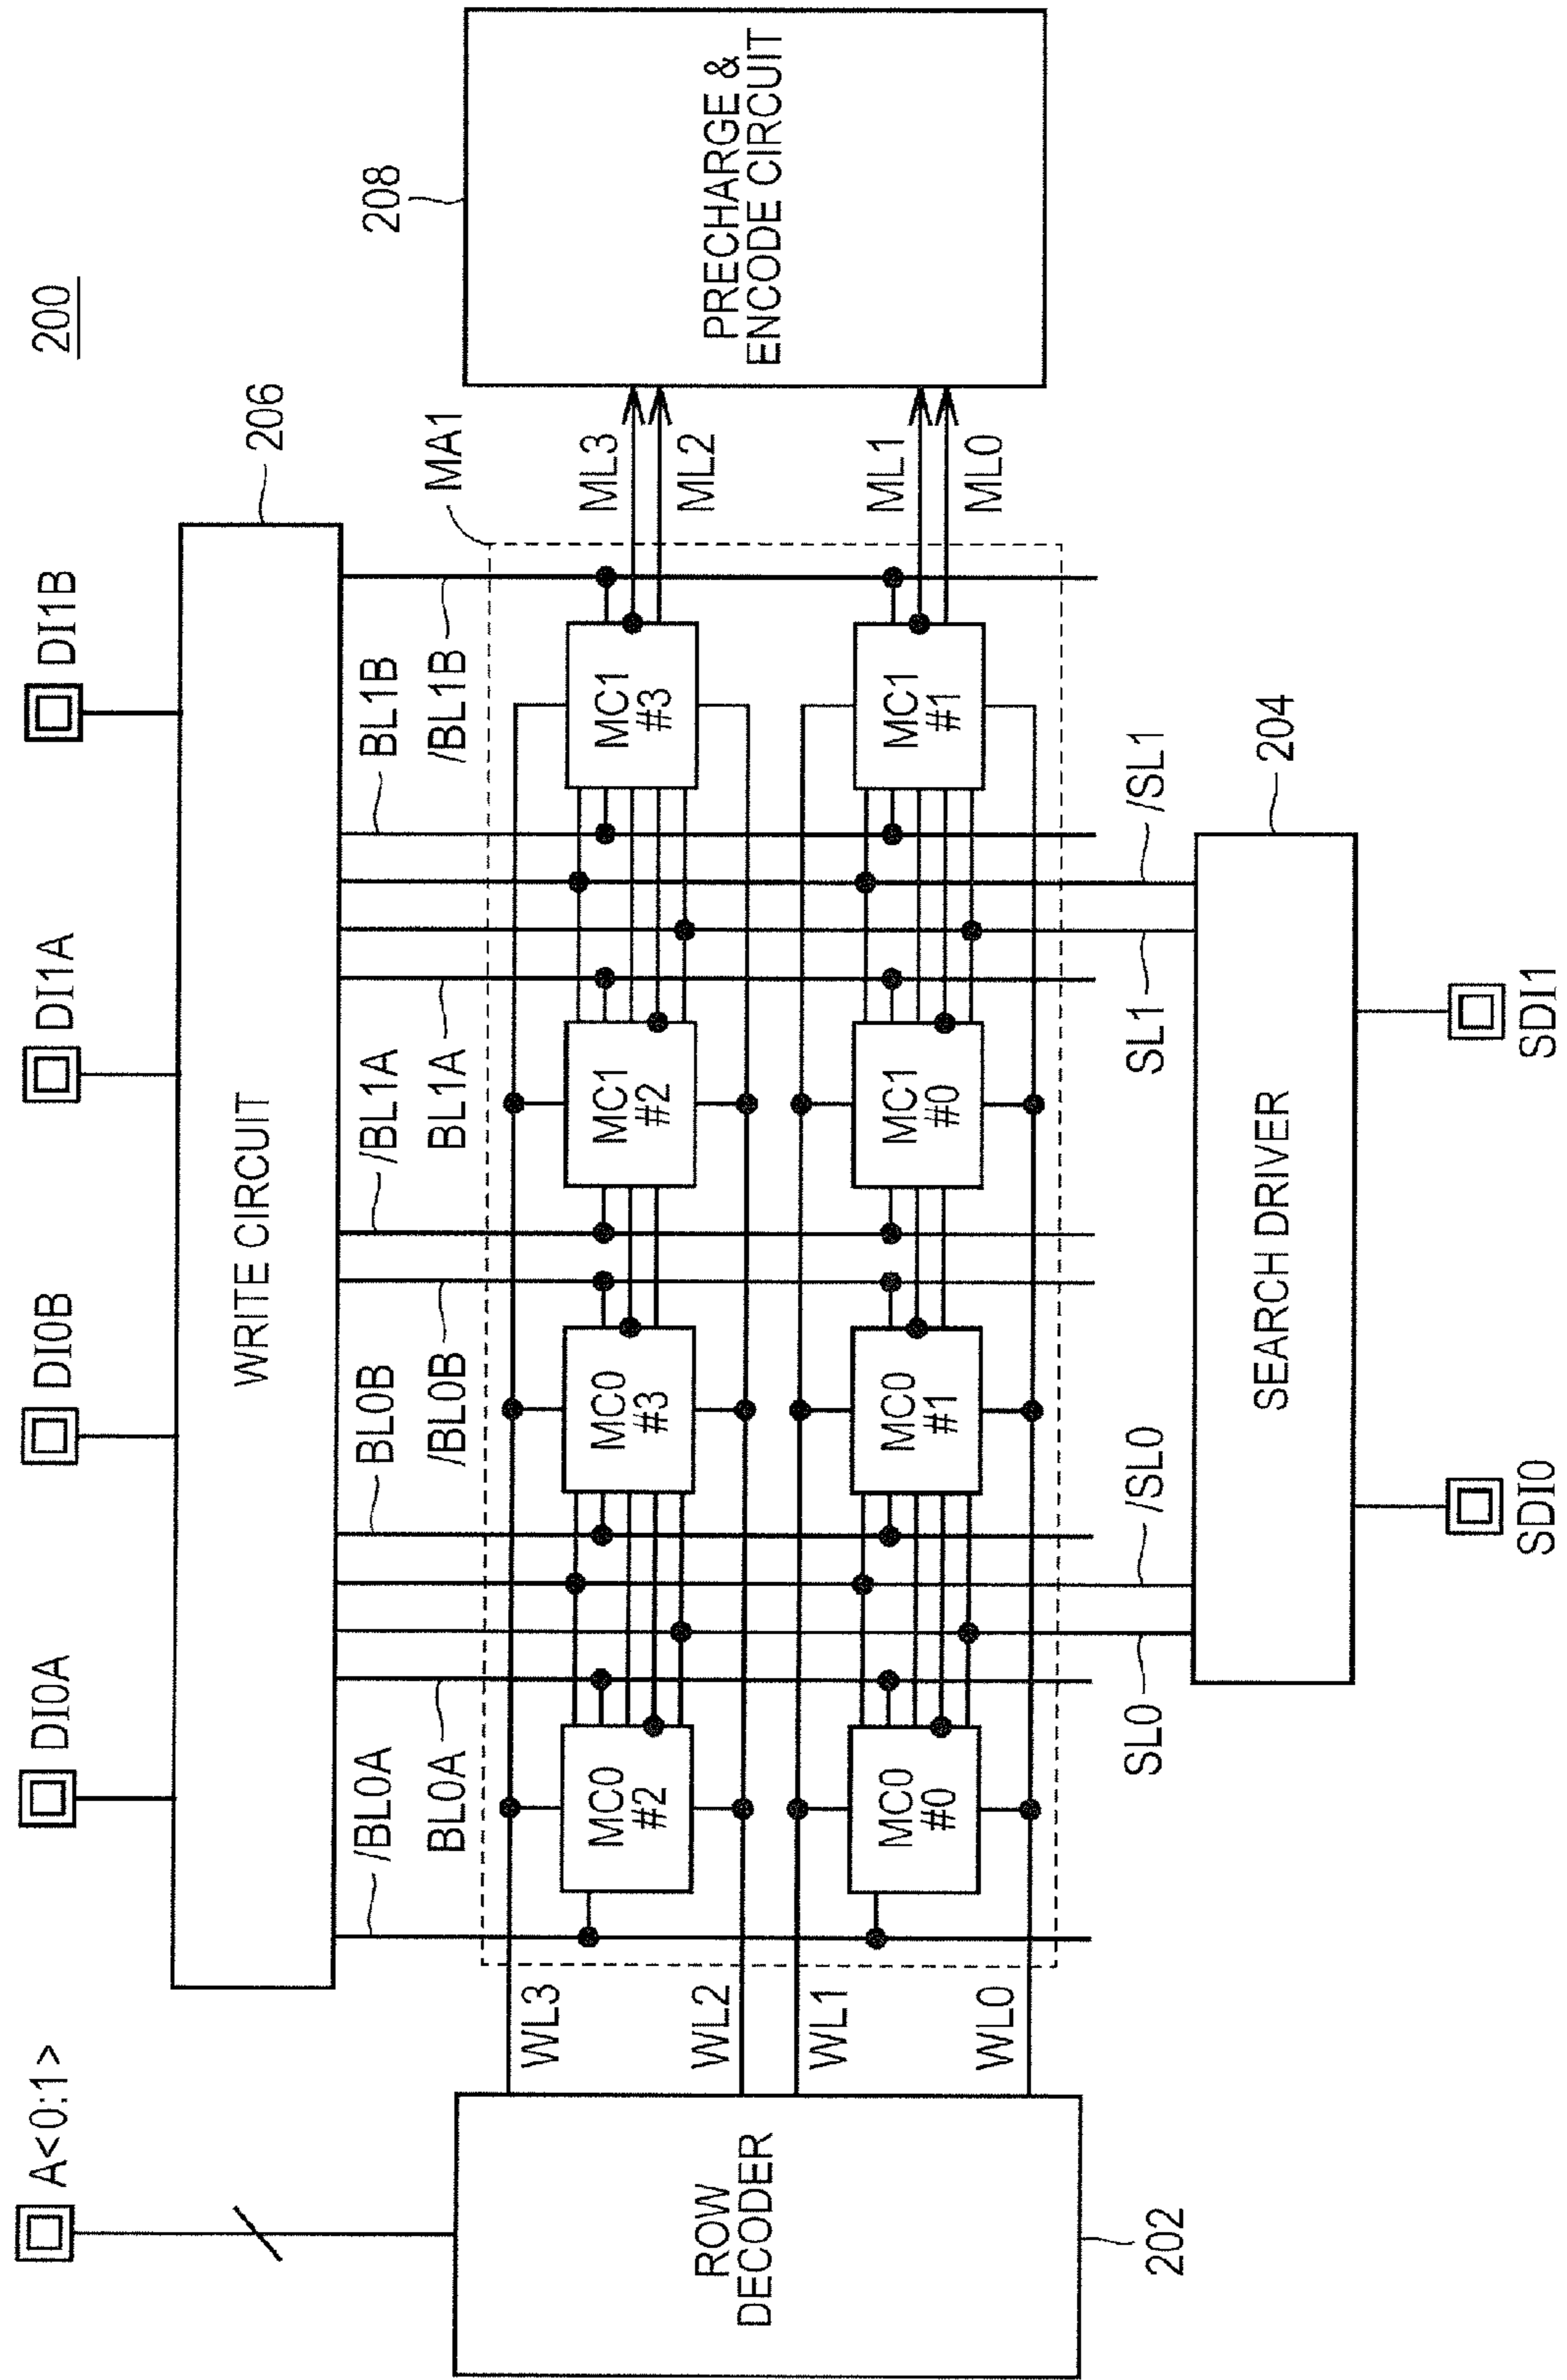 200
A<0:1>
DI0A
DI0B
DI1A
DI1B
WRITE CIRCUIT
206
/BL0A
BL0A
BL0B
/BL0B
/BL1A
BL1A
BL1B
/BL1B
MA1
208
WL3
WL2
WL1
WL0
ROW
DECODER
202
MC0
#2
MC0
#3
MC1
#2
MC1
#3
MC0
#0
MC0
#1
MC1
#0
MC1
#1
ML3
ML2
ML1
ML0
PRECHARGE &
ENCODE CIRCUIT
SL0
/SL0
SL1
/SL1
204
SEARCH DRIVER
SDI0
SDI1